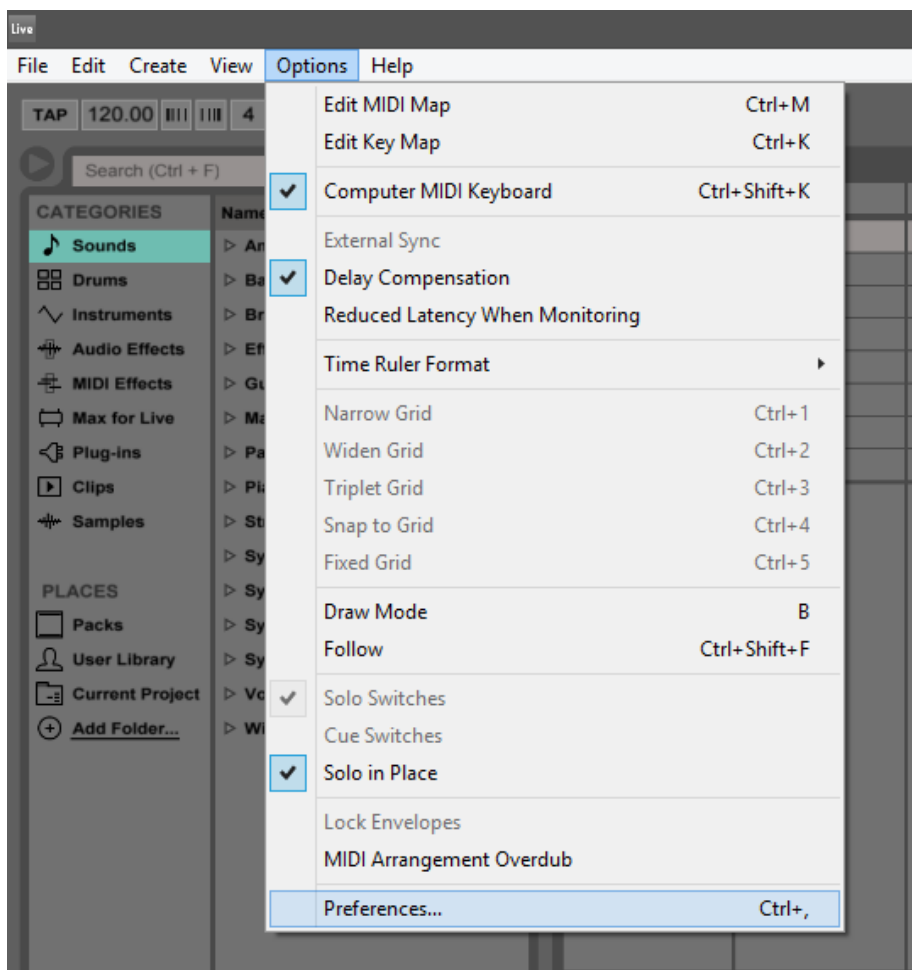 Live
File Edit Create View Options Help
TAP 120.00 4
Search (Ctrl + F)
CATEGORIES
Sounds
Drums
Instruments
Audio Effects
MIDI Effects
Max for Live
Plug-ins
Clips
Samples
PLACES
Packs
User Library
Current Project
Add Folder...
Edit MIDI Map Ctrl+M
Edit Key Map Ctrl+K
Computer MIDI Keyboard Ctrl+Shift+K
External Sync
Delay Compensation
Reduced Latency When Monitoring
Time Ruler Format
Narrow Grid Ctrl+1
Widen Grid Ctrl+2
Triplet Grid Ctrl+3
Snap to Grid Ctrl+4
Fixed Grid Ctrl+5
Draw Mode B
Follow Ctrl+Shift+F
Solo Switches
Cue Switches
Solo in Place
Lock Envelopes
MIDI Arrangement Overdub
Preferences... Ctrl+,